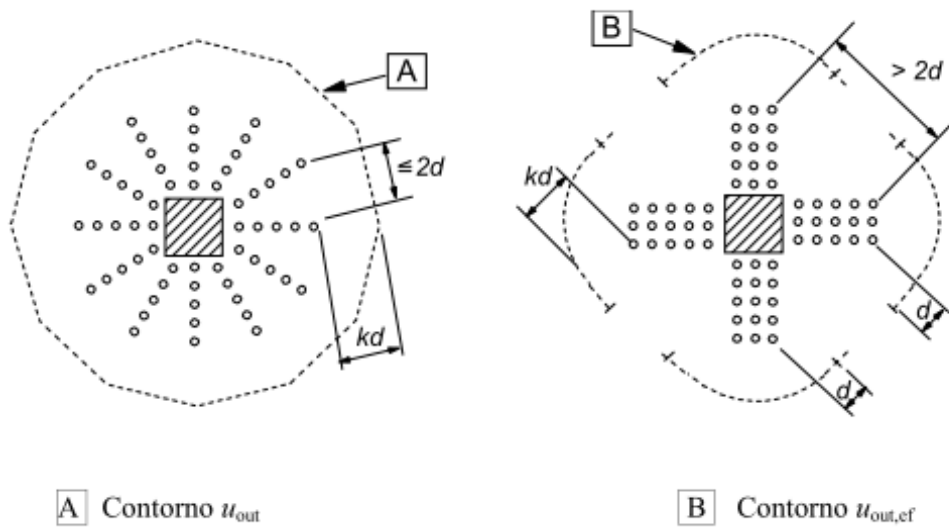 A
≦ 2d
kd
B
> 2d
kd
d
d
A Contorno u_out
B Contorno u_out,ef